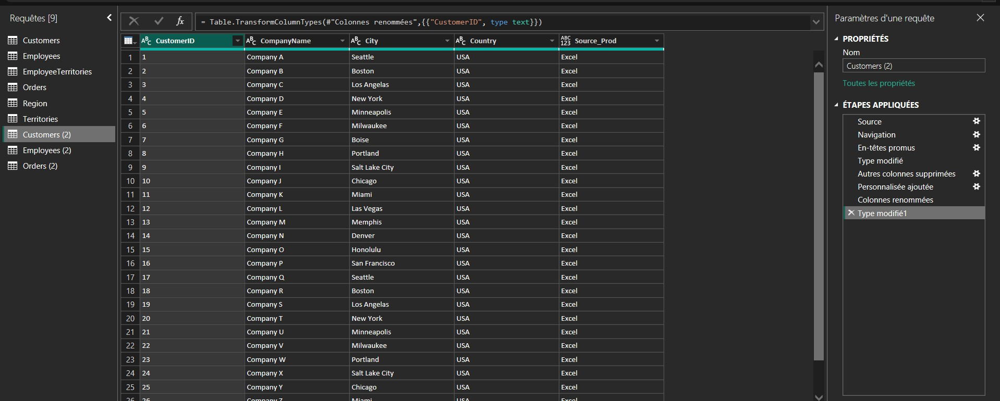 Requêtes [9]
Customers
Employees
EmployeeTerritories
Orders
Region
Territories
Customers (2)
Employees (2)
Orders (2)
fx
= Table.TransformColumnTypes(#"Colonnes renommées",{{"CustomerID", type text}})
ABC CustomerID ABC CompanyName ABC City ABC Country ABC 123 Source_Prod
1 1 Company A Seattle USA Excel
2 2 Company B Boston USA Excel
3 3 Company C Los Angelas USA Excel
4 4 Company D New York USA Excel
5 5 Company E Minneapolis USA Excel
6 6 Company F Milwaukee USA Excel
7 7 Company G Boise USA Excel
8 8 Company H Portland USA Excel
9 9 Company I Salt Lake City USA Excel
10 10 Company J Chicago USA Excel
11 11 Company K Miami USA Excel
12 12 Company L Las Vegas USA Excel
13 13 Company M Memphis USA Excel
14 14 Company N Denver USA Excel
15 15 Company O Honolulu USA Excel
16 16 Company P San Francisco USA Excel
17 17 Company Q Seattle USA Excel
18 18 Company R Boston USA Excel
19 19 Company S Los Angelas USA Excel
20 20 Company T New York USA Excel
21 21 Company U Minneapolis USA Excel
22 22 Company V Milwaukee USA Excel
23 23 Company W Portland USA Excel
24 24 Company X Salt Lake City USA Excel
25 25 Company Y Chicago USA Excel
26 26 Company Z Miami USA Excel
Paramètres d'une requête
PROPRIÉTÉS
Nom
Customers (2)
Toutes les propriétés
ÉTAPES APPLIQUÉES
Source
Navigation
En-têtes promus
Type modifié
Autres colonnes supprimées
Personnalisée ajoutée
Colonnes renommées
Type modifié1